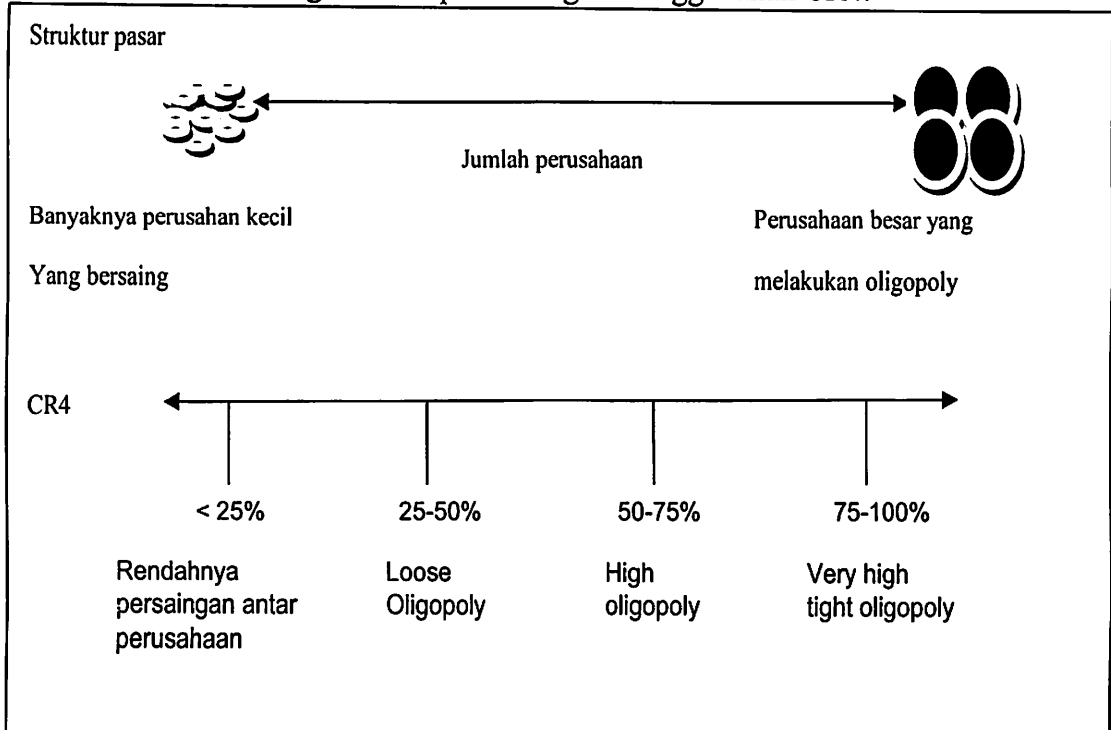 Struktur pasar
Jumlah perusahaan
Banyaknya perusahan kecil
Perusahaan besar yang
Yang bersaing
melakukan oligopoly
CR4
< 25%
25-50%
50-75%
75-100%
Rendahnya
persaingan antar
perusahaan
Loose
Oligopoly
High
oligopoly
Very high
tight oligopoly